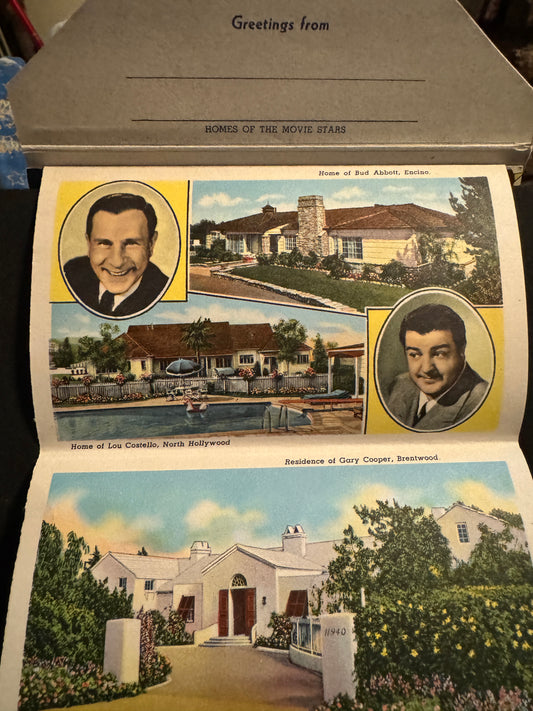 Greetings from
HOMES OF THE MOVIE STARS
Home of Bud Abbott, Encino.
Home of Lou Costello, North Hollywood
Residence of Gary Cooper, Brentwood.
11940